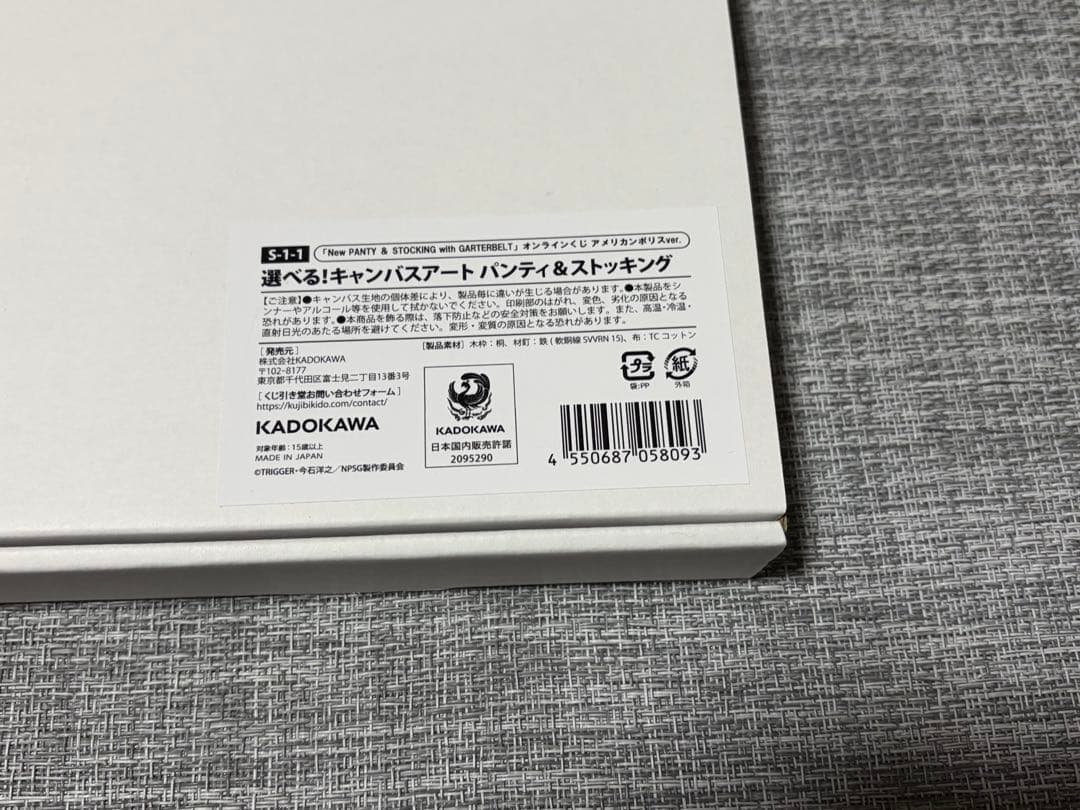 S-1-1 「New PANTY & STOCKING with GARTERBELT」オンラインくじ アメリカンポリスver.
選べる!キャンバスアート パンティ&ストッキング
【ご注意】●キャンバス生地の個体差により、製品毎に違いが生じる場合があります。●本製品をシ
ンナーやアルコール等を使用して拭かないでください。印刷部のはがれ、変色、劣化の原因となる
恐れがあります。●本商品を飾る際は、落下防止などの安全対策をお願いします。また、高温・冷温・
直射日光のあたる場所を避けてください。変形・変質の原因となる恐れがあります。
[発売元]
株式会社KADOKAWA
〒102-8177
東京都千代田区富士見二丁目13番3号
[くじ引き堂お問い合わせフォーム]
https://kujibikido.com/contact/
KADOKAWA
対象年齢:15歳以上
MADE IN JAPAN
©TRIGGER・今石洋之/NPSG製作委員会
[製品素材] 木枠:桐、材釘:鉄(軟銅線SVVRN 15)、布:TCコットン
KADOKAWA
日本国内販売許諾
2095290
プラ
袋:PP
紙
外箱
4 550687 058093